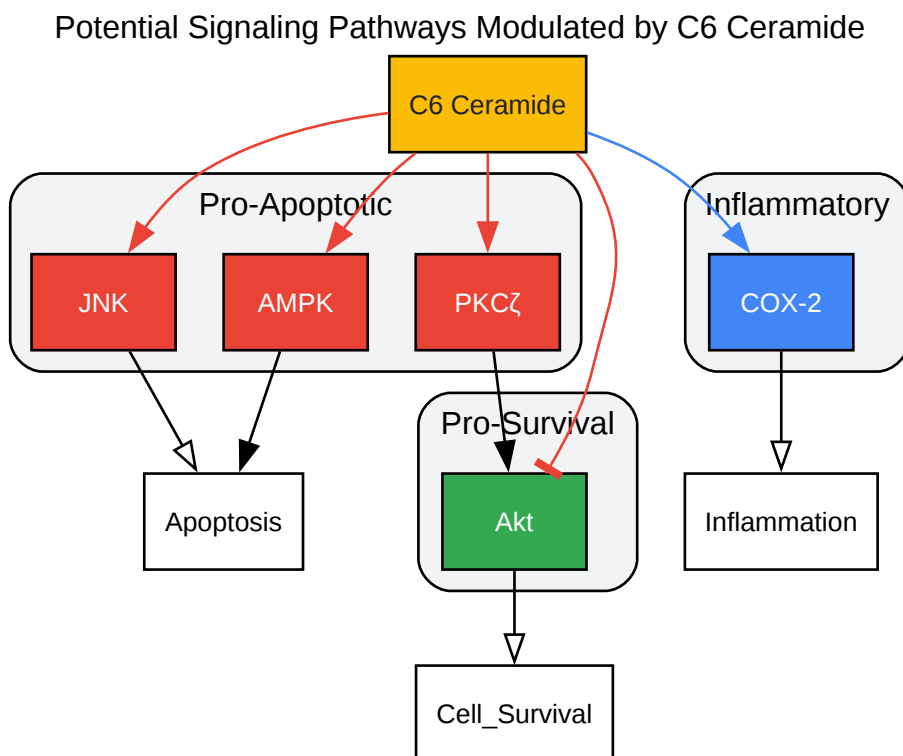 Potential Signaling Pathways Modulated by C6 Ceramide
C6 Ceramide
Pro-Apoptotic
Inflammatory
JNK
AMPK
PKCζ
COX-2
Pro-Survival
Apoptosis
Akt
Inflammation
Cell_Survival